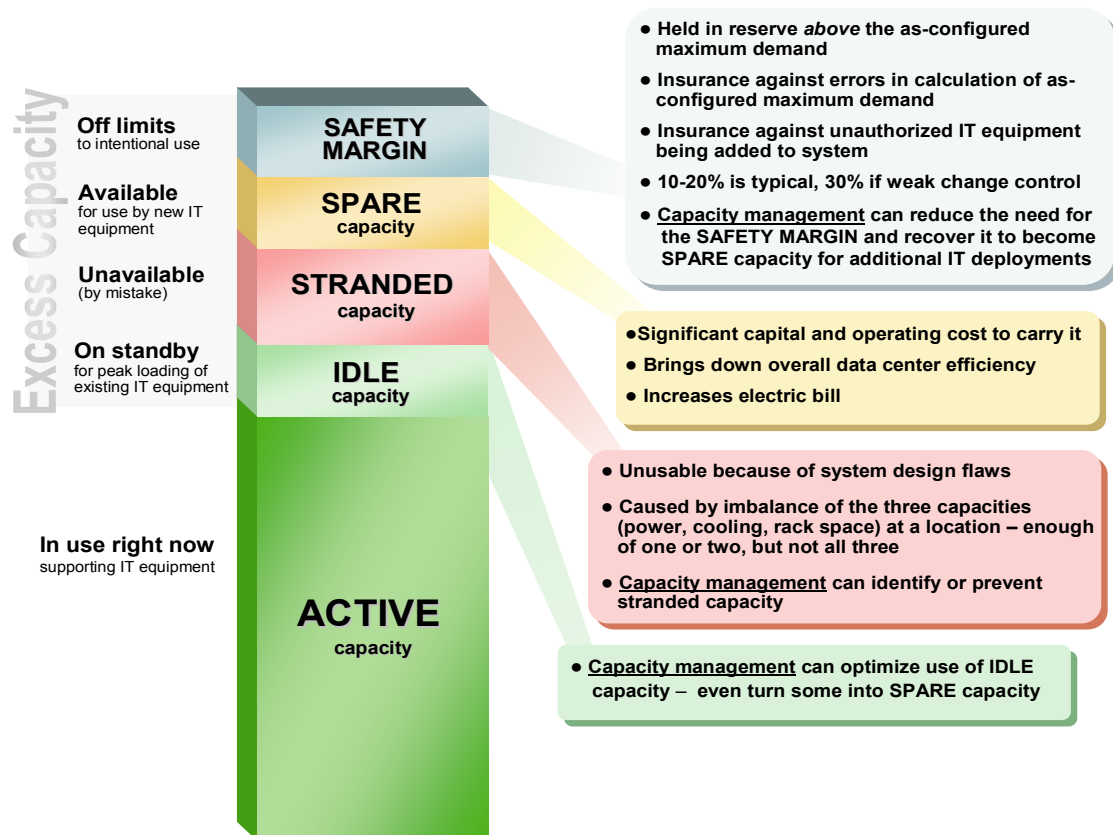 Excess Capacity
Off limits
to intentional use
Available
for use by new IT
equipment
Unavailable
(by mistake)
On standby
for peak loading of
existing IT equipment
In use right now
supporting IT equipment
SAFETY
MARGIN
SPARE
capacity
STRANDED
capacity
IDLE
capacity
ACTIVE
capacity
● Held in reserve above the as-configured
maximum demand
● Insurance against errors in calculation of as-
configured maximum demand
● Insurance against unauthorized IT equipment
being added to system
● 10-20% is typical, 30% if weak change control
● Capacity management can reduce the need for
the SAFETY MARGIN and recover it to become
SPARE capacity for additional IT deployments
●Significant capital and operating cost to carry it
● Brings down overall data center efficiency
● Increases electric bill
● Unusable because of system design flaws
● Caused by imbalance of the three capacities
(power, cooling, rack space) at a location – enough
of one or two, but not all three
● Capacity management can identify or prevent
stranded capacity
● Capacity management can optimize use of IDLE
capacity – even turn some into SPARE capacity